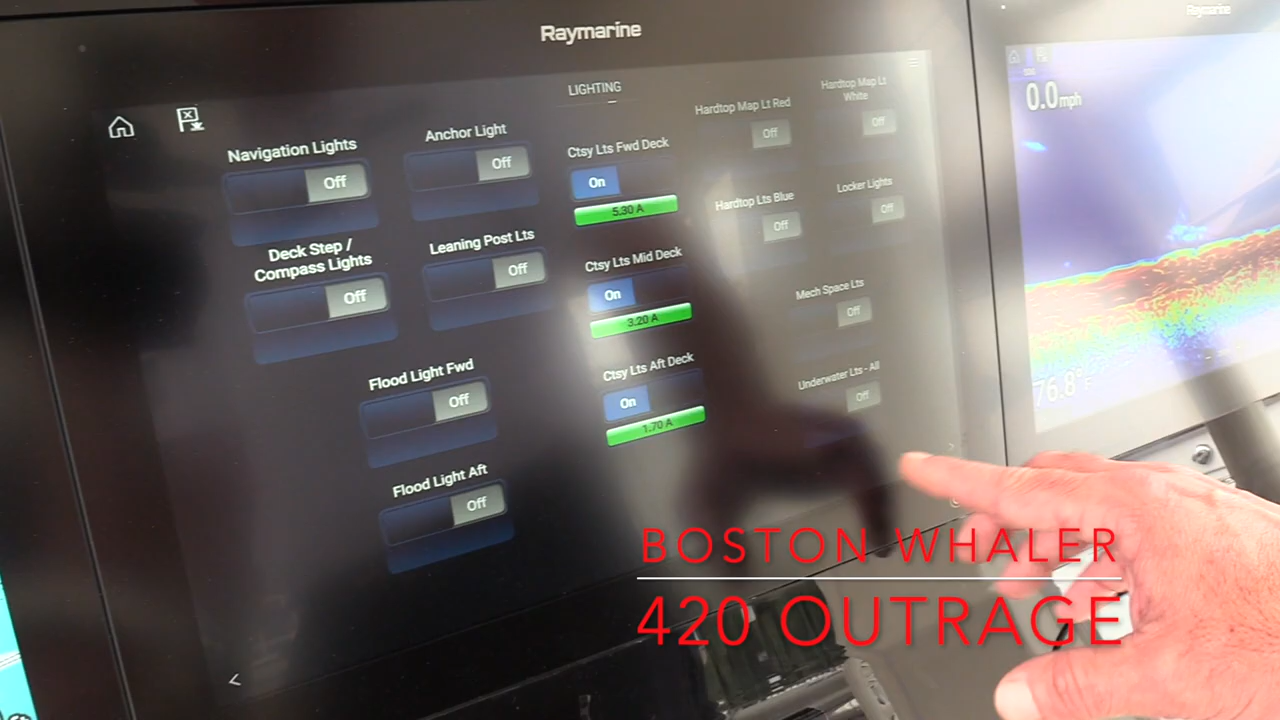 Raymarine
LIGHTING
Navigation Lights
Off
Anchor Light
Off
Ctsy Lts Fwd Deck
On
5.30 A
Hardtop Map Lt Red
Off
Hardtop Map Lt
White
Off
Deck Step /
Compass Lights
Off
Leaning Post Lts
Off
Ctsy Lts Mid Deck
On
3.20 A
Hardtop Lts Blue
Off
Locker Lights
Off
Flood Light Fwd
Off
Ctsy Lts Aft Deck
On
1.70 A
Mech Space Lts
Off
Flood Light Aft
Off
Underwater Lts - All
Off
Raymarine
0.0 mph
76.8° F
BOSTON WHALER
420 OUTRAGE